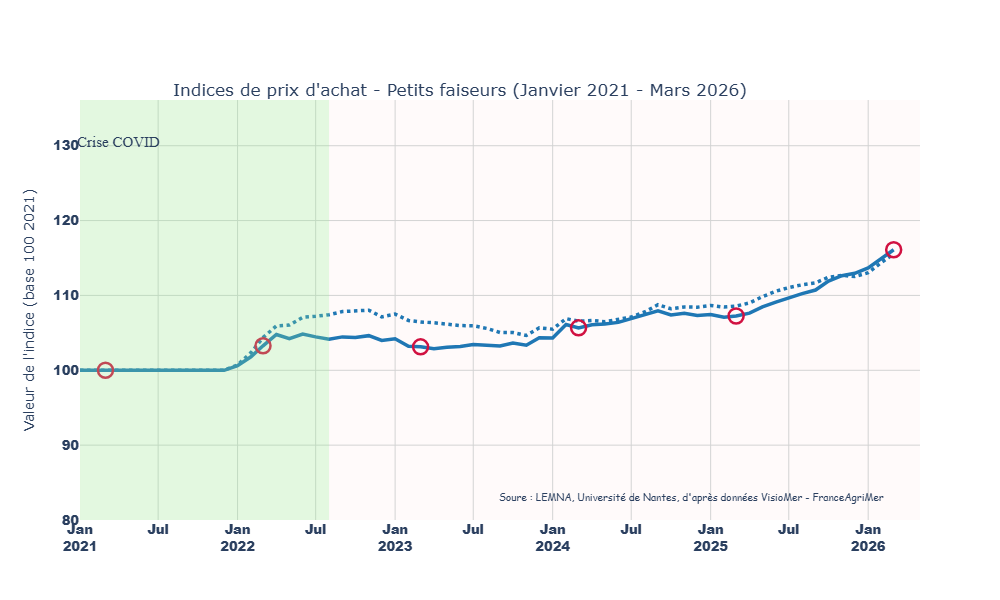 Indices de prix d'achat - Petits faiseurs (Janvier 2021 - Mars 2026)
130
Crise COVID
120
110
100
90
80
Valeur de l'indice (base 100 2021)
Soure : LEMNA, Université de Nantes, d'après données VisioMer - FranceAgriMer
Jan Jul Jan Jul Jan Jul Jan Jul Jan Jul Jan
2021 2022 2023 2024 2025 2026